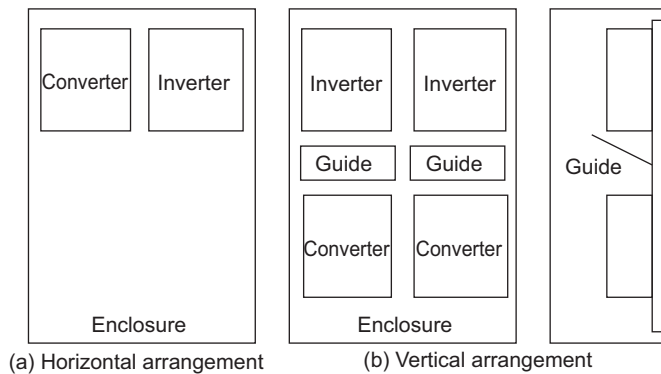 Converter
Inverter
Enclosure
(a) Horizontal arrangement
Inverter
Inverter
Guide
Guide
Converter
Converter
Enclosure
Guide
(b) Vertical arrangement